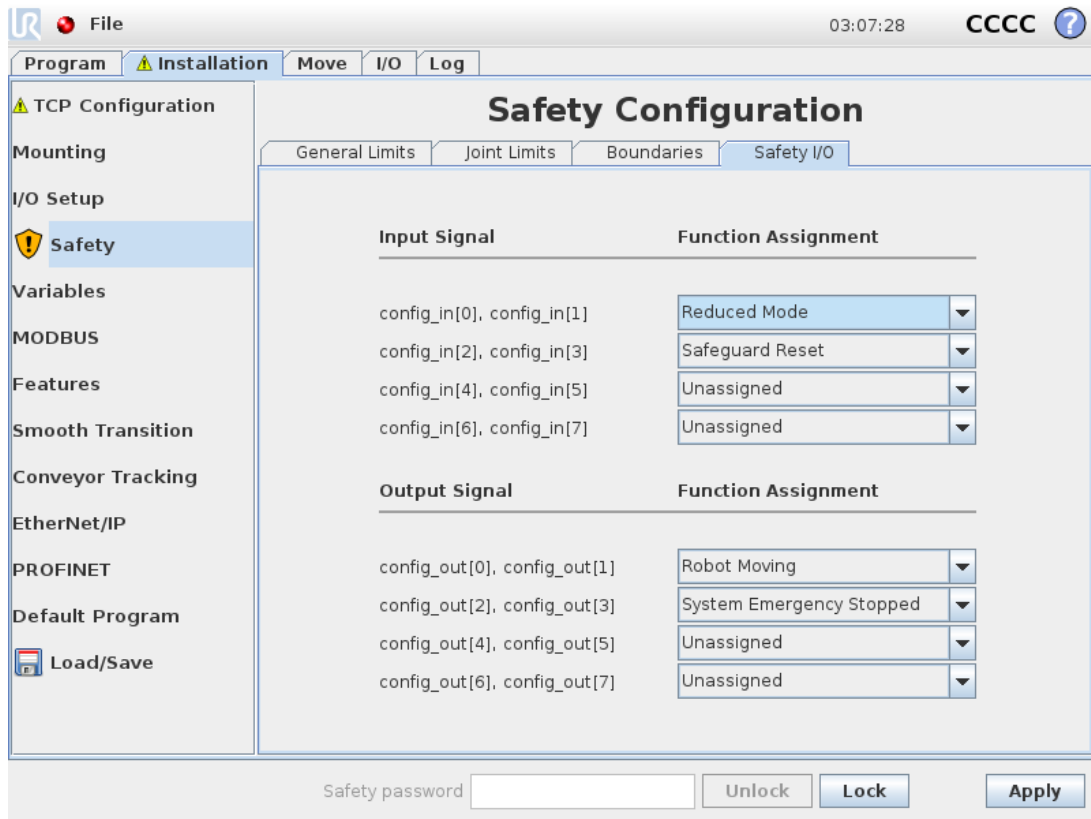 UR File 03:07:28 CCCC ?
Program Installation Move I/O Log
TCP Configuration
Mounting
I/O Setup
Safety
Variables
MODBUS
Features
Smooth Transition
Conveyor Tracking
EtherNet/IP
PROFINET
Default Program
Load/Save
Safety Configuration
General Limits Joint Limits Boundaries Safety I/O
Input Signal Function Assignment
config_in[0], config_in[1] Reduced Mode
config_in[2], config_in[3] Safeguard Reset
config_in[4], config_in[5] Unassigned
config_in[6], config_in[7] Unassigned
Output Signal Function Assignment
config_out[0], config_out[1] Robot Moving
config_out[2], config_out[3] System Emergency Stopped
config_out[4], config_out[5] Unassigned
config_out[6], config_out[7] Unassigned
Safety password Unlock Lock Apply